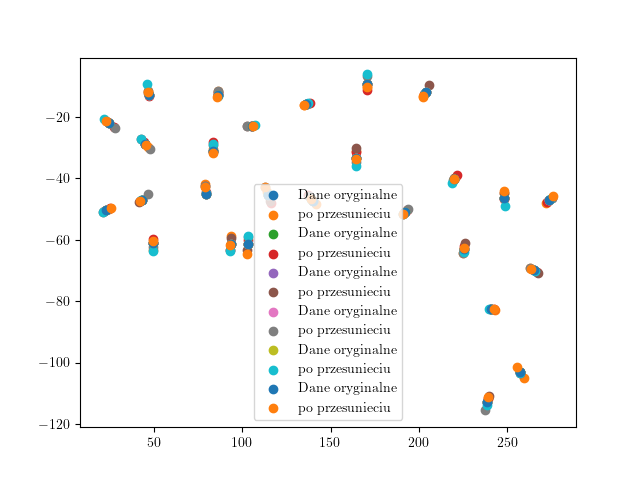 −20
−40
−60
−80
−100
−120
50
100
150
200
250
Dane oryginalne
po przesunieciu
Dane oryginalne
po przesunieciu
Dane oryginalne
po przesunieciu
Dane oryginalne
po przesunieciu
Dane oryginalne
po przesunieciu
Dane oryginalne
po przesunieciu